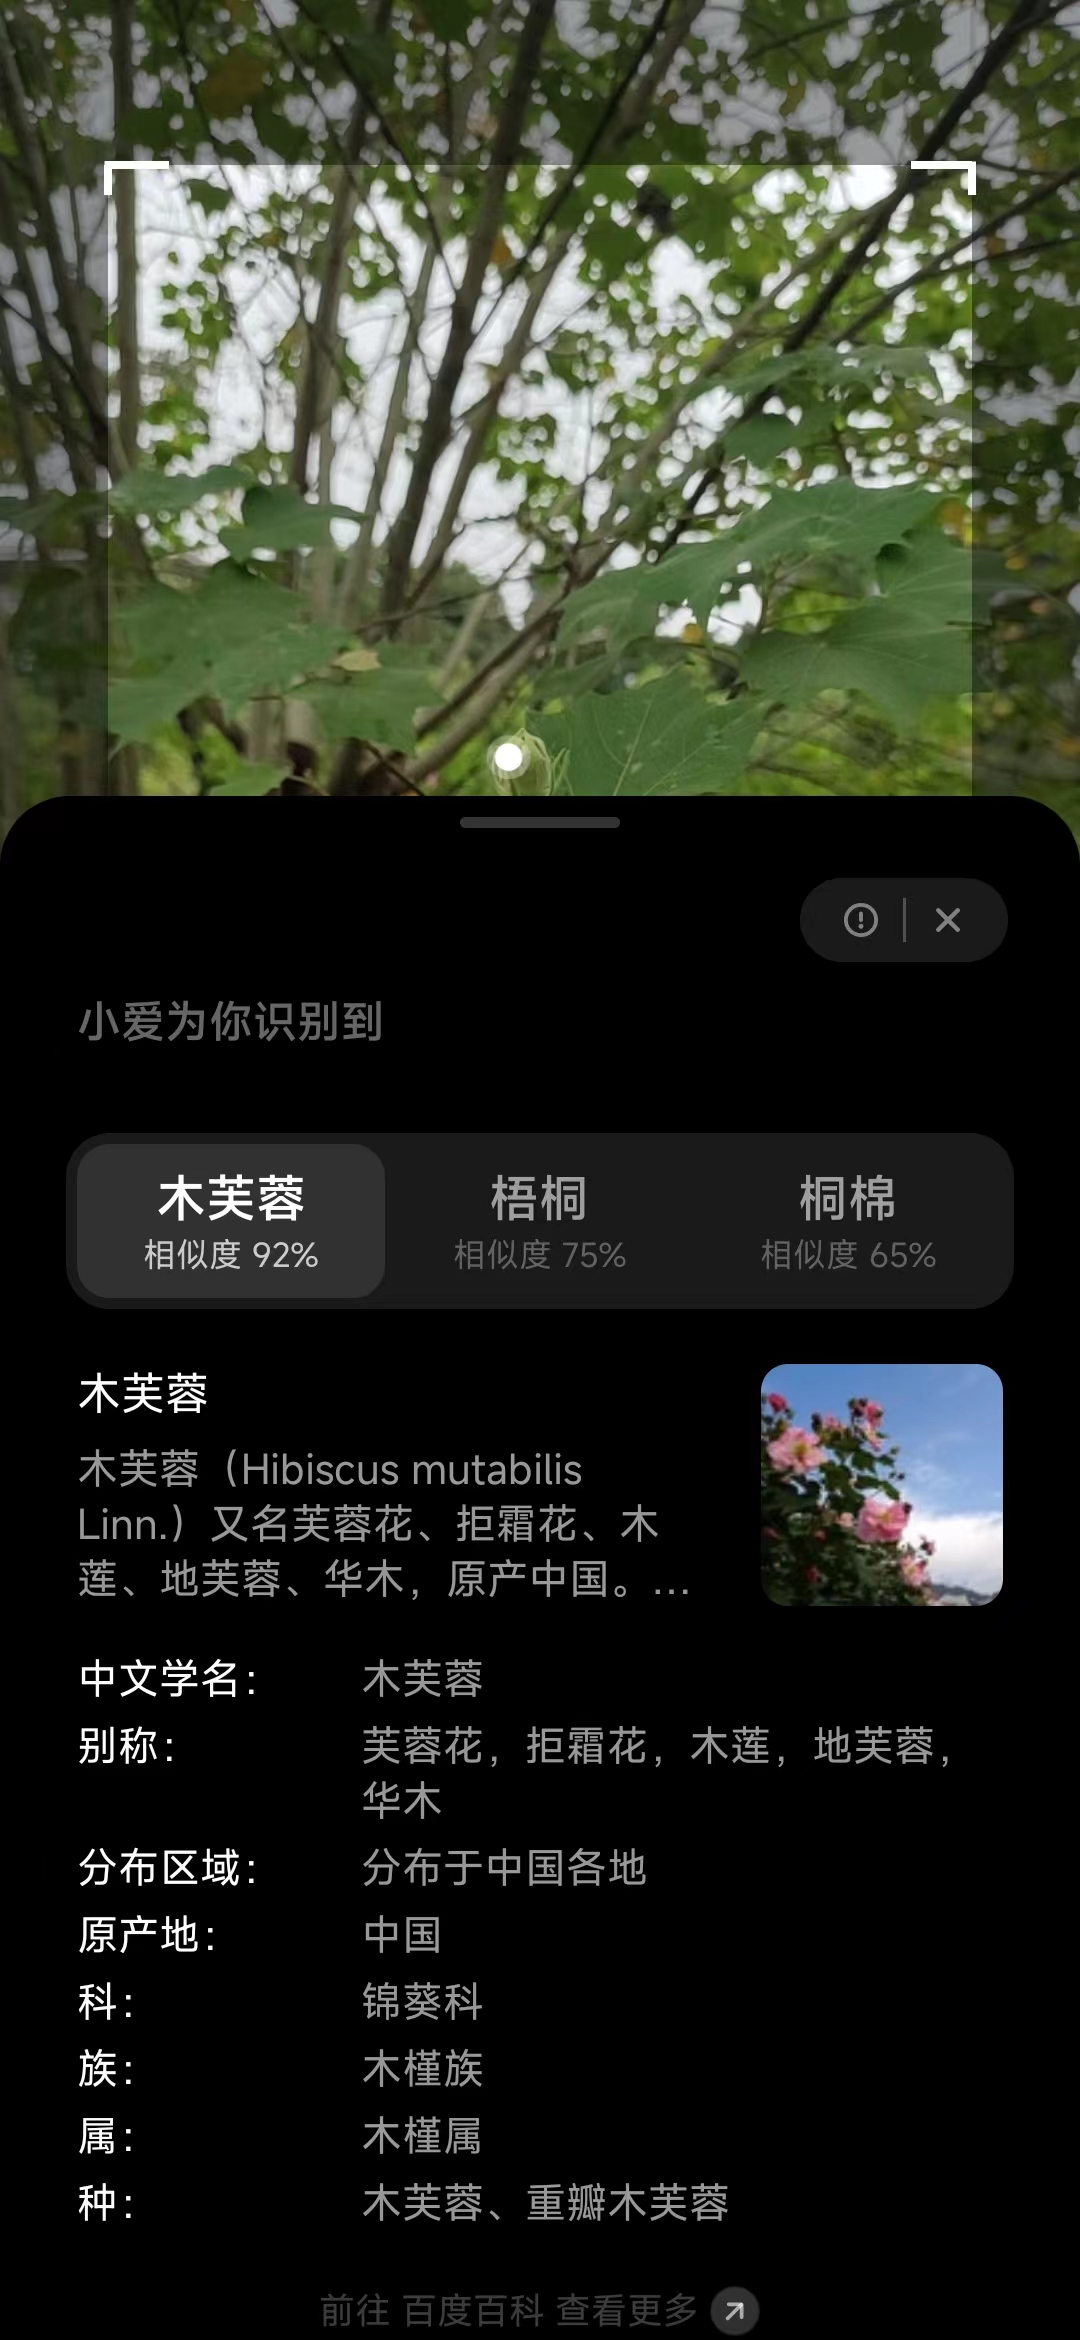 小爱为你识别到
木芙蓉 梧桐 桐棉
相似度 92% 相似度 75% 相似度 65%
木芙蓉
木芙蓉（Hibiscus mutabilis
Linn.）又名芙蓉花、拒霜花、木
莲、地芙蓉、华木，原产中国。...
中文学名： 木芙蓉
别称： 芙蓉花，拒霜花，木莲，地芙蓉，
华木
分布区域： 分布于中国各地
原产地： 中国
科： 锦葵科
族： 木槿族
属： 木槿属
种： 木芙蓉、重瓣木芙蓉
前往 百度百科 查看更多